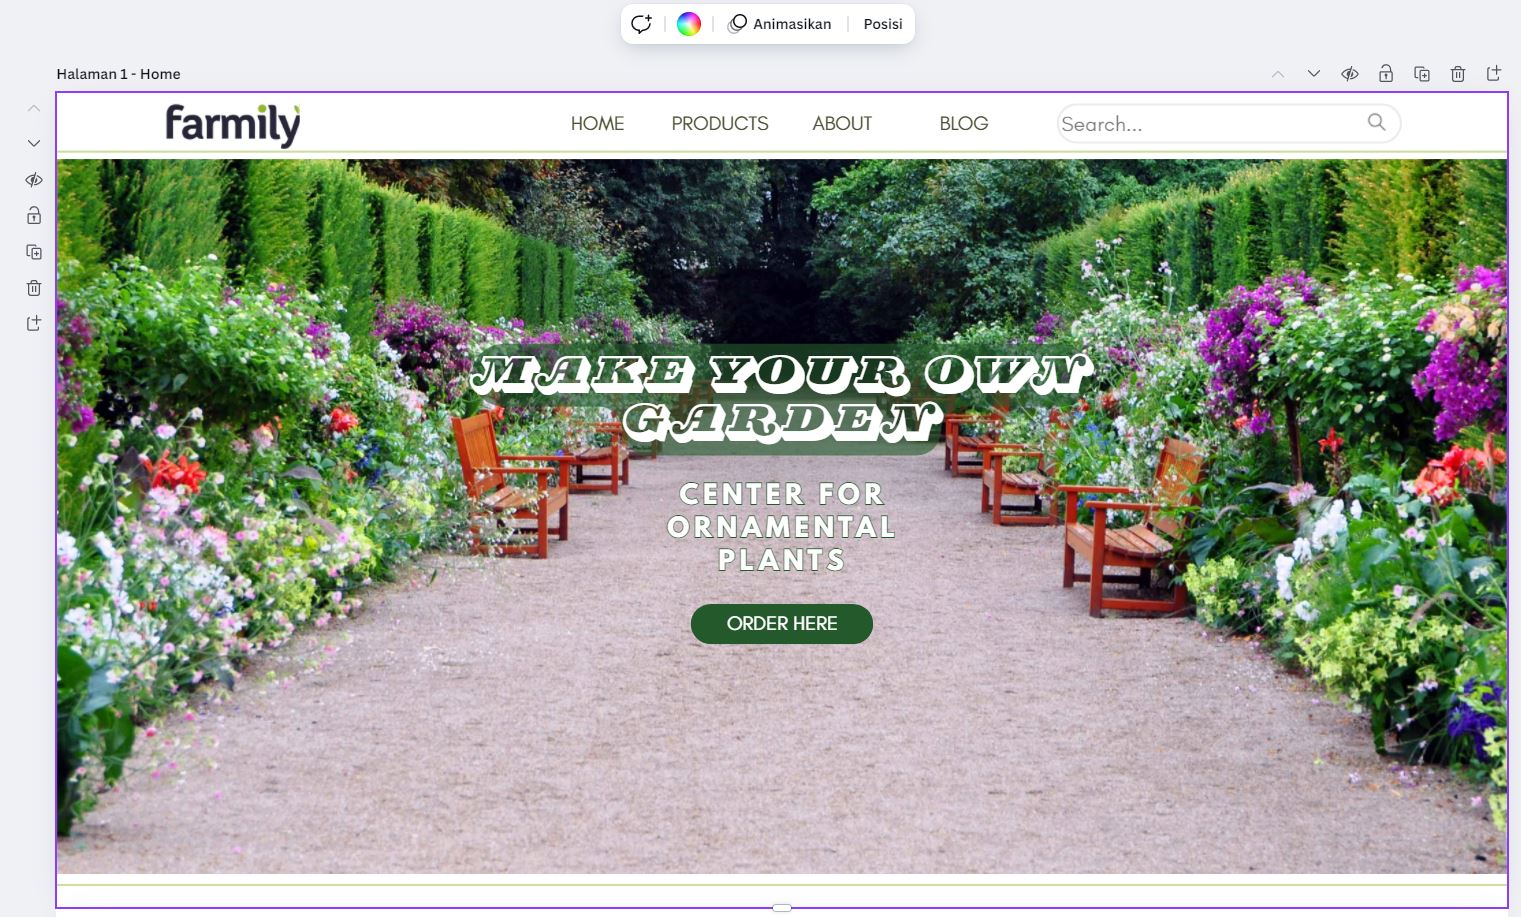 Animasikan Posisi
Halaman 1 - Home
farmily
HOME PRODUCTS ABOUT BLOG Search...
MAKE YOUR OWN
GARDEN
CENTER FOR
ORNAMENTAL
PLANTS
ORDER HERE